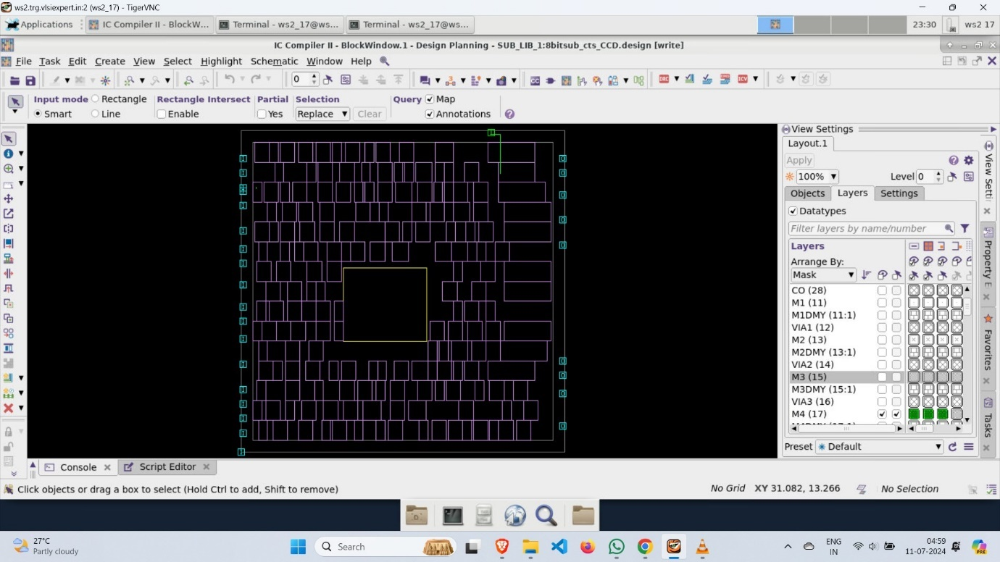 ws2.trg.vlsiexpert.in:2 (ws2_17) - TigerVNC
Applications
IC Compiler II - BlockW...
Terminal - ws2_17@ws...
Terminal - ws2_17@ws...
23:30
ws2 17
IC Compiler II - BlockWindow.1 - Design Planning - SUB_LIB_1:8bitsub_cts_CCD.design [write]
File Task Edit Create View Select Highlight Schematic Window Help
0
DRC
ICV
Input mode Rectangle Rectangle Intersect Partial Selection Query Map
Smart Line Enable Yes Replace Clear Annotations
View Settings
Layout.1
Apply
100% Level 0
Objects Layers Settings
Datatypes
Filter layers by name/number
Layers
Arrange By:
Mask
CO (28)
M1 (11)
M1DMY (11:1)
VIA1 (12)
M2 (13)
M2DMY (13:1)
VIA2 (14)
M3 (15)
M3DMY (15:1)
VIA3 (16)
M4 (17)
Preset Default
View Setti
Property E
Favorites
Tasks
Console
Script Editor
Click objects or drag a box to select (Hold Ctrl to add, Shift to remove)
No Grid XY 31.082, 13.266 No Selection
27°C
Partly cloudy
Search
ENG
IN
04:59
11-07-2024
PRE